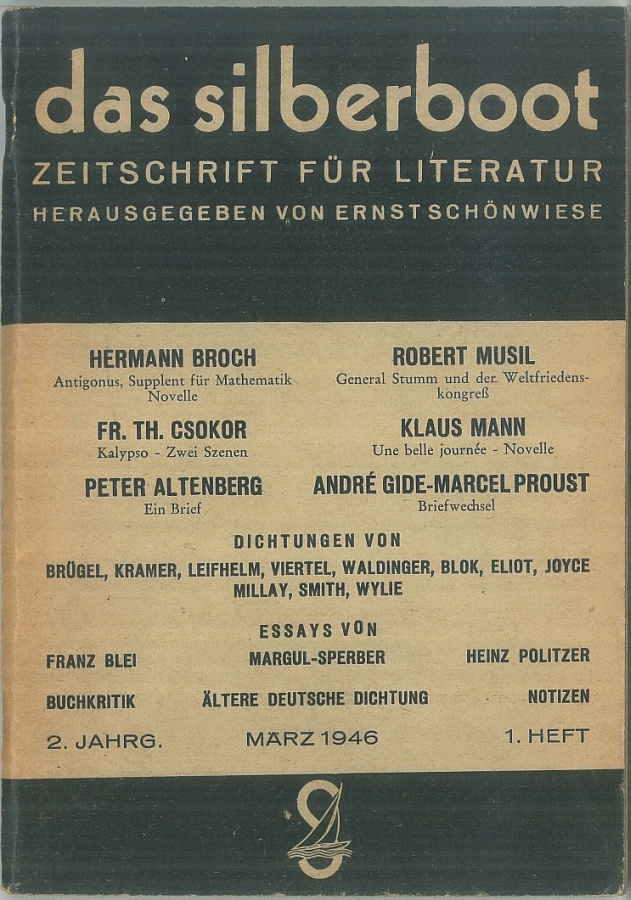 das silberboot
ZEITSCHRIFT FÜR LITERATUR
HERAUSGEGEBEN VON ERNST SCHÖNWIESE
HERMANN BROCH
Antigonus, Supplent für Mathematik
Novelle
ROBERT MUSIL
General Stumm und der Weltfriedens-
kongreß
FR. TH. CSOKOR
Kalypso - Zwei Szenen
KLAUS MANN
Une belle journée - Novelle
PETER ALTENBERG
Ein Brief
ANDRÉ GIDE-MARCEL PROUST
Briefwechsel
DICHTUNGEN VON
BRÜGEL, KRAMER, LEIFHELM, VIERTEL, WALDINGER, BLOK, ELIOT, JOYCE
MILLAY, SMITH, WYLIE
ESSAYS VON
FRANZ BLEI MARGUL-SPERBER HEINZ POLITZER
BUCHKRITIK ÄLTERE DEUTSCHE DICHTUNG NOTIZEN
2. JAHRG. MÄRZ 1946 1. HEFT
S